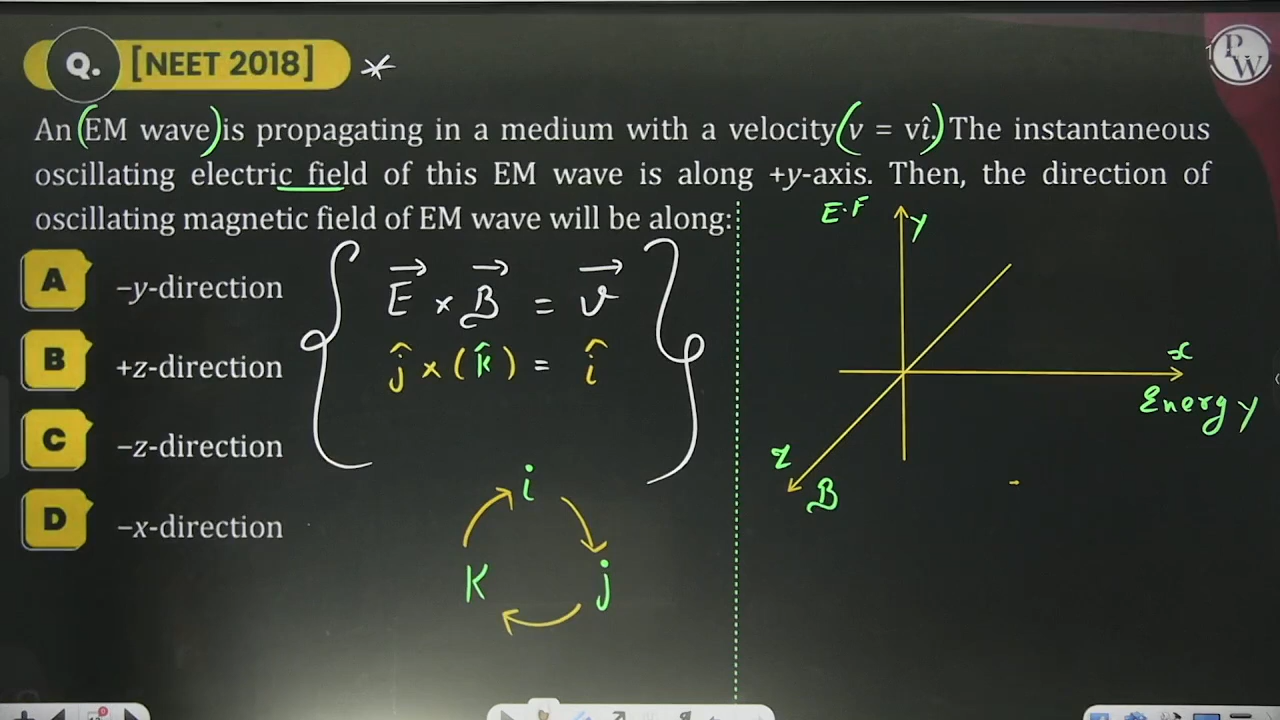 Q. [NEET 2018] *
PW
An (EM wave) is propagating in a medium with a velocity (v = vî.) The instantaneous
oscillating electric field of this EM wave is along +y-axis. Then, the direction of
oscillating magnetic field of EM wave will be along:
A –y-direction
B +z-direction
C –z-direction
D –x-direction
E⃗ × B⃗ = v⃗
ĵ × (k̂) = î
i
K j
E.F y
x
Energy
z
B